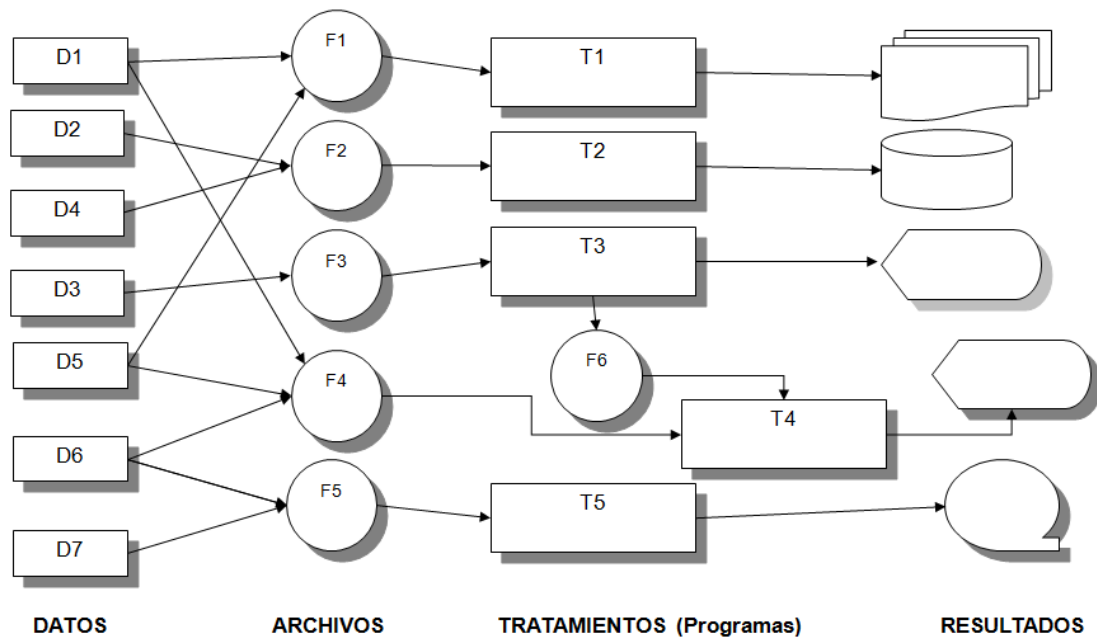 D1
F1
T1
D2
F2
T2
D4
D3
F3
T3
D5
F4
F6
T4
D6
F5
T5
D7
DATOS
ARCHIVOS
TRATAMIENTOS (Programas)
RESULTADOS